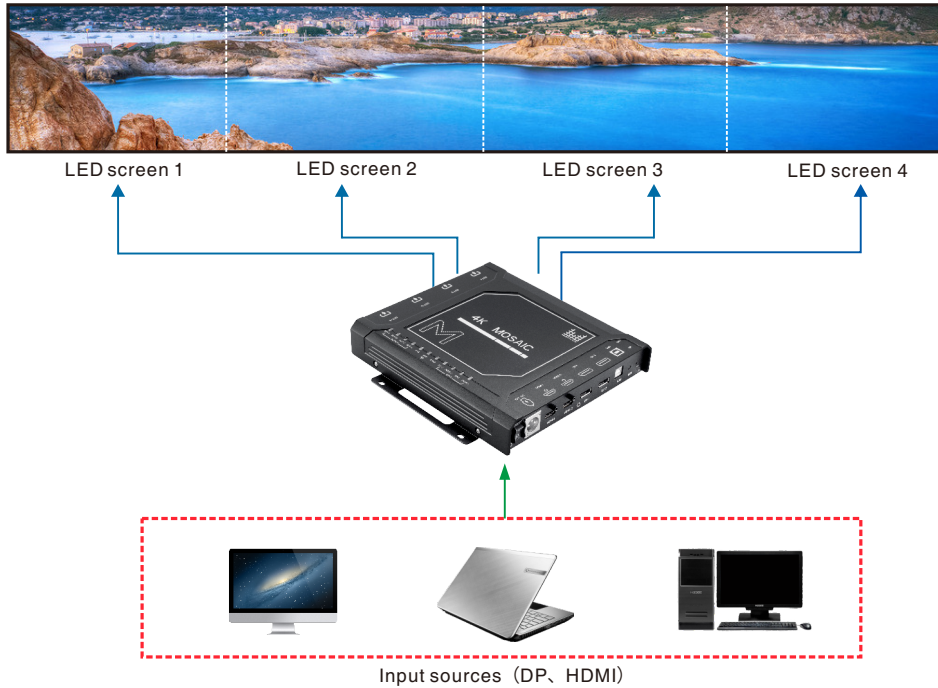 LED screen 1
LED screen 2
LED screen 3
LED screen 4
4K MOSAIC
M
Input sources（DP、HDMI）